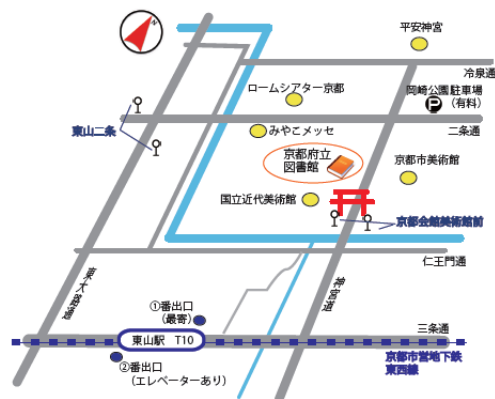 平安神宮
冷泉通
ロームシアター京都
岡崎公園駐車場
（有料）
P
二条通
東山二条
みやこメッセ
京都府立
図書館
京都市美術館
国立近代美術館
京都会館美術館前
仁王門通
東大路通
神宮道
①番出口
（最寄）
三条通
東山駅 T10
京都市営地下鉄
東西線
②番出口
（エレベーターあり）